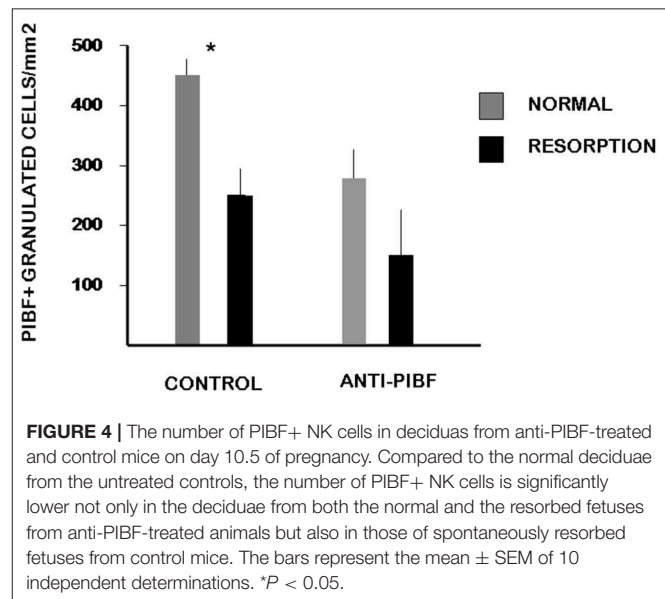 PIBF+ GRANULATED CELLS/mm2
500
400
300
200
100
*
NORMAL
RESORPTION
CONTROL
ANTI-PIBF
FIGURE 4 | The number of PIBF+ NK cells in deciduas from anti-PIBF-treated
and control mice on day 10.5 of pregnancy. Compared to the normal deciduae
from the untreated controls, the number of PIBF+ NK cells is significantly
lower not only in the deciduae from both the normal and the resorbed fetuses
from anti-PIBF-treated animals but also in those of spontaneously resorbed
fetuses from control mice. The bars represent the mean ± SEM of 10
independent determinations. *P < 0.05.